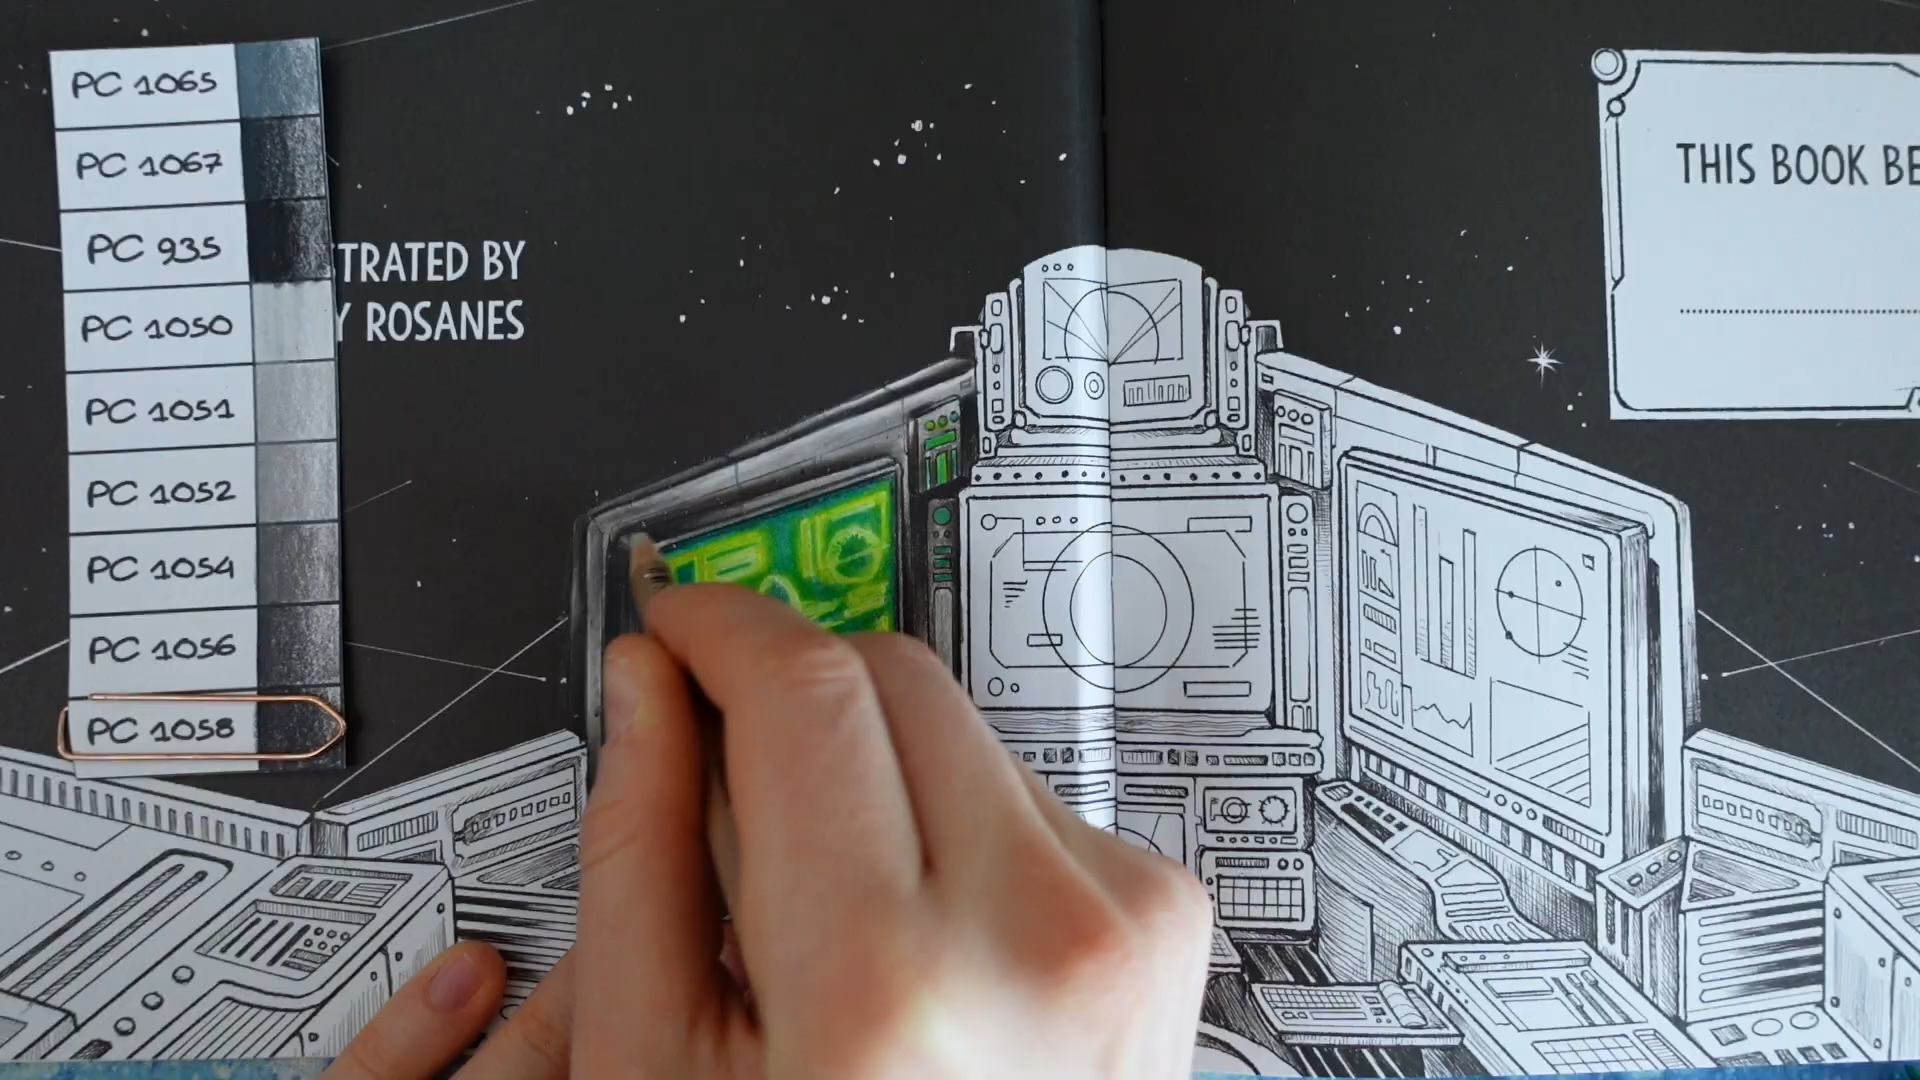 PC 1065
PC 1067
PC 935
PC 1050
PC 1051
PC 1052
PC 1054
PC 1056
PC 1058
TRATED BY
Y ROSANES
THIS BOOK BE